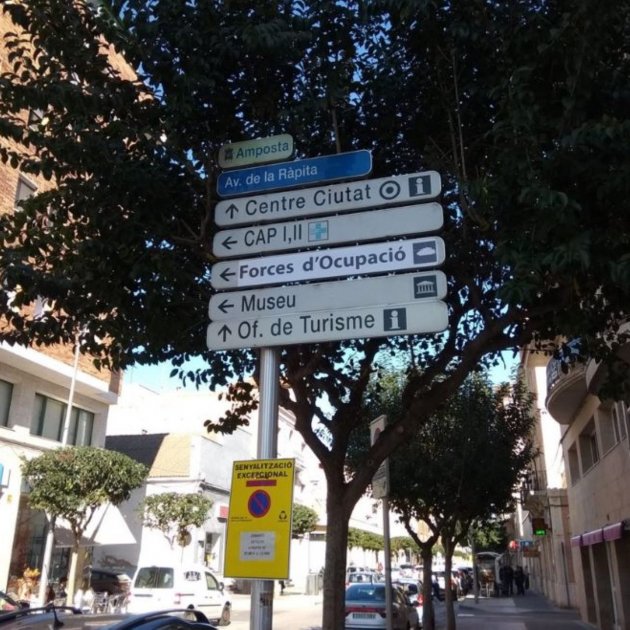 Amposta
Av. de la Ràpita
Centre Ciutat
CAP I,II
Forces d'Ocupació
Museu
Of. de Turisme
SENYALITZACIÓ
EXCEPCIONAL